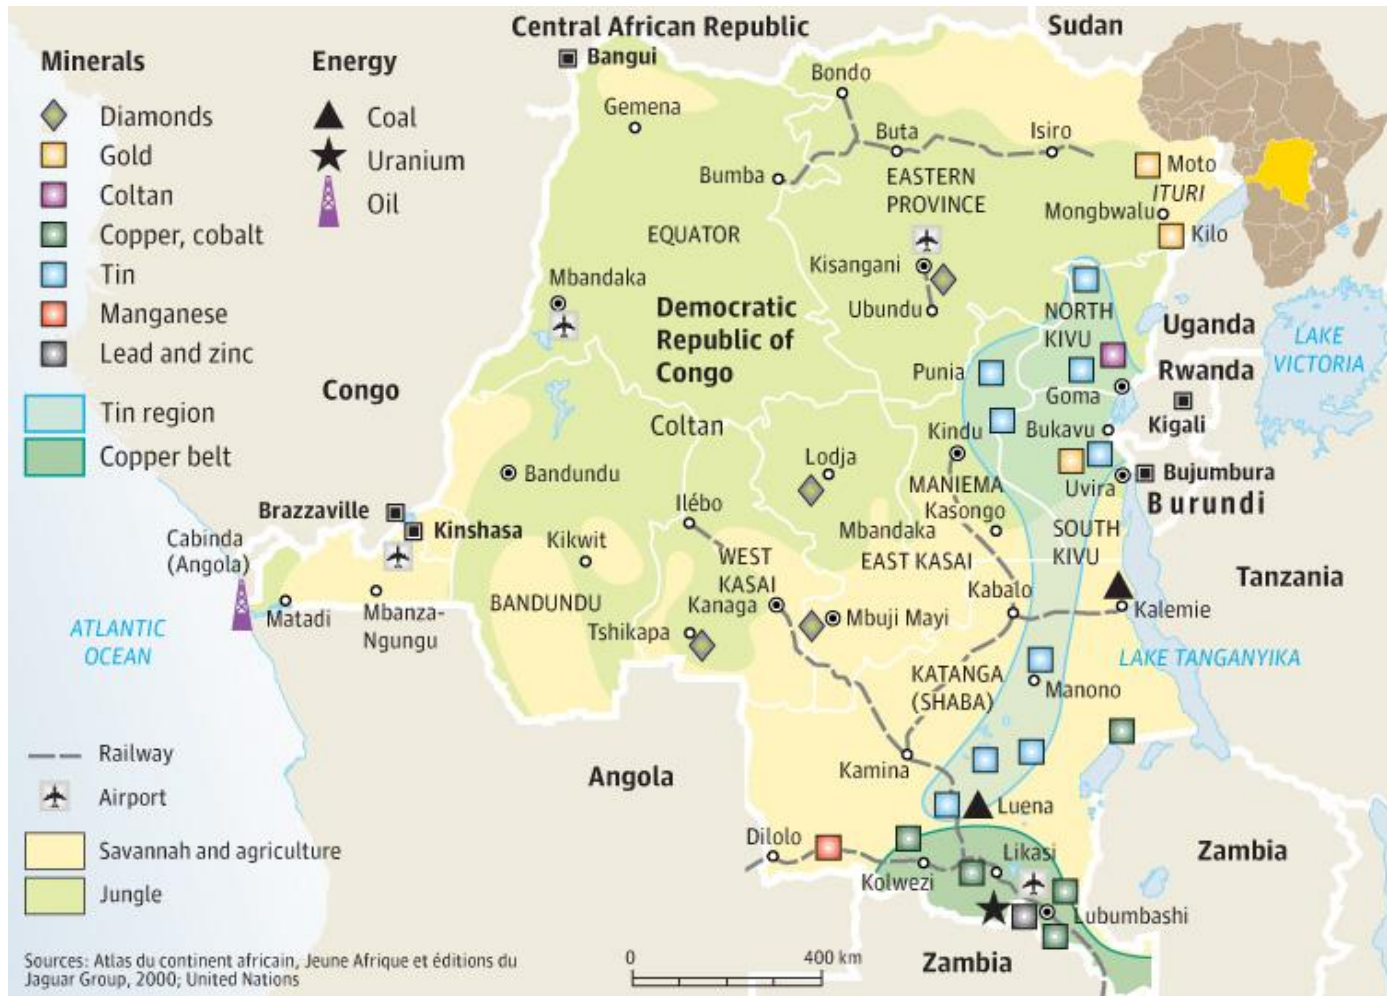 Central African Republic
Sudan
Minerals
Energy
Bangui
Bondo
Diamonds
Coal
Gemena
Gold
Uranium
Buta
Isiro
Moto
Bumba
EASTERN
PROVINCE
ITURI
Coltan
Oil
Mongbwalu
Copper, cobalt
EQUATOR
Kilo
Tin
Kisangani
Mbandaka
Manganese
Democratic
Republic of
Congo
Ubundu
NORTH
KIVU
Uganda
LAKE
VICTORIA
Lead and zinc
Punia
Rwanda
Congo
Goma
Tin region
Coltan
Kindu
Bukavu
Kigali
Copper belt
Bandundu
Lodja
MANIEMA
Uvira
Bujumbura
Burundi
Brazzaville
Ilébo
Kasongo
Kinshasa
Mbandaka
SOUTH
KIVU
Cabinda
(Angola)
Kikwit
WEST
KASAI
EAST KASAI
Tanzania
Matadi
Mbanza-
Ngungu
BANDUNDU
Kanaga
Kabalo
Kalemie
ATLANTIC
OCEAN
Tshikapa
Mbuji Mayi
LAKE TANGANYIKA
KATANGA
(SHABA)
Manono
Railway
Angola
Kamina
Airport
Luena
Savannah and agriculture
Dilolo
Likasi
Zambia
Jungle
Kolwezi
Lubumbashi
Sources: Atlas du continent africain, Jeune Afrique et éditions du
Jaguar Group, 2000; United Nations
0 400 km
Zambia